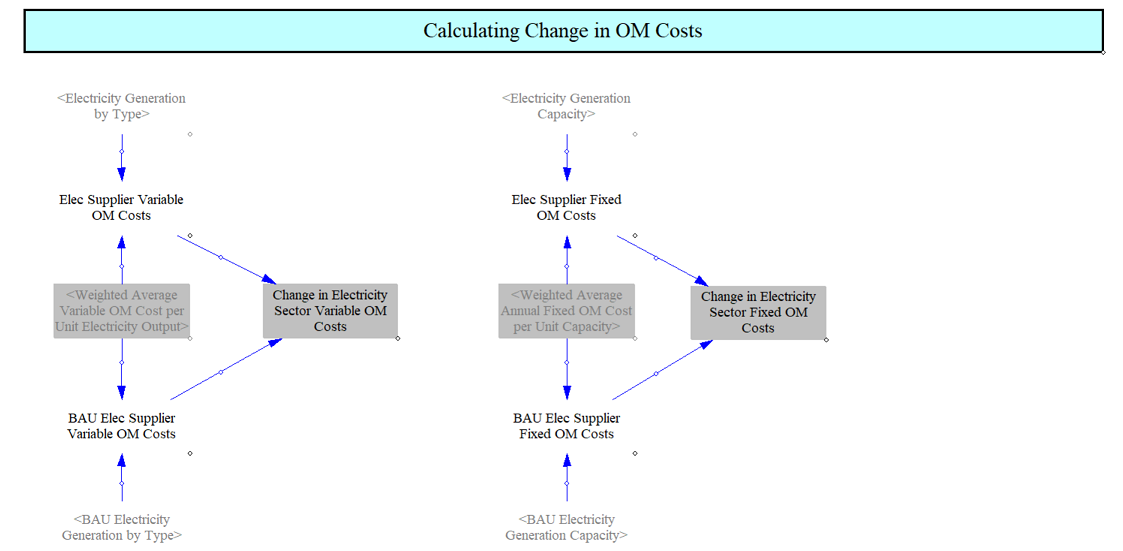 Calculating Change in OM Costs
<Electricity Generation
by Type>
Elec Supplier Variable
OM Costs
<Weighted Average
Variable OM Cost per
Unit Electricity Output>
Change in Electricity
Sector Variable OM
Costs
BAU Elec Supplier
Variable OM Costs
<BAU Electricity
Generation by Type>
<Electricity Generation
Capacity>
Elec Supplier Fixed
OM Costs
<Weighted Average
Annual Fixed OM Cost
per Unit Capacity>
Change in Electricity
Sector Fixed OM
Costs
BAU Elec Supplier
Fixed OM Costs
<BAU Electricity
Generation Capacity>